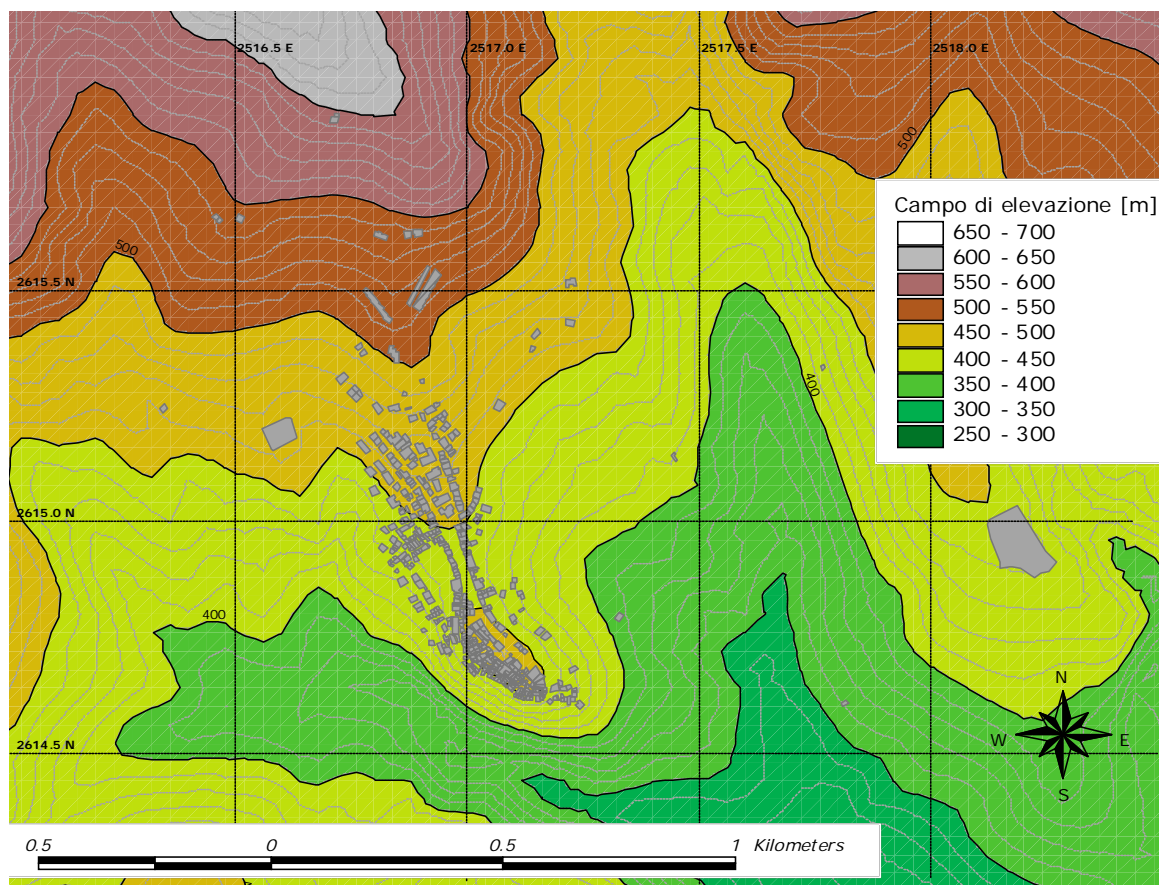 2516.5 E
2517.0 E
2517.5 E
2518.0 E
500
Campo di elevazione [m]
650 - 700
600 - 650
550 - 600
500 - 550
450 - 500
400 - 450
350 - 400
300 - 350
250 - 300
500
2615.5 N
400
2615.0 N
400
N
W
E
S
2614.5 N
0.5
0
0.5
1 Kilometers